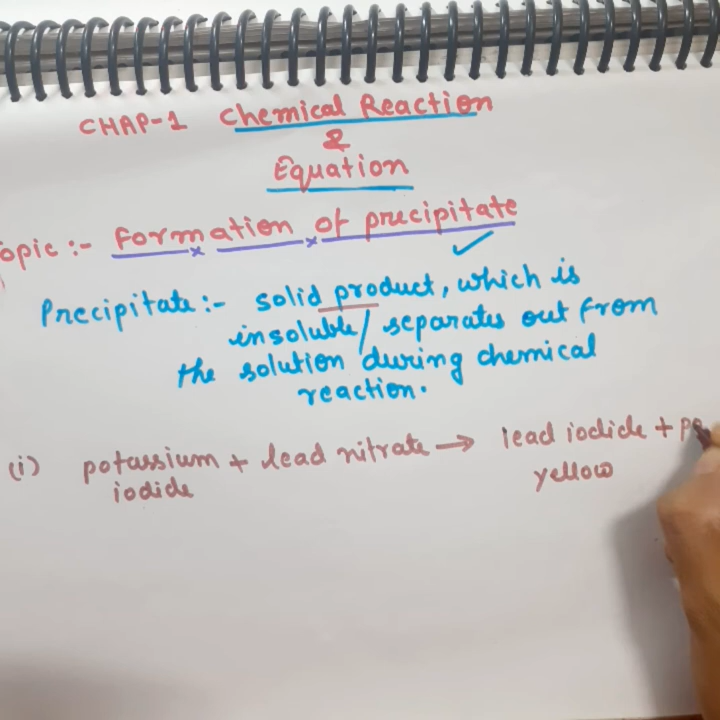 CHAP-1 Chemical Reaction
&
Equation
opic :- Formation of precipitate
Precipitate :- solid product, which is
insoluble/ separates out from
the solution during chemical
reaction.
(i) potassium + lead nitrate → lead iodide + po
iodide yellow